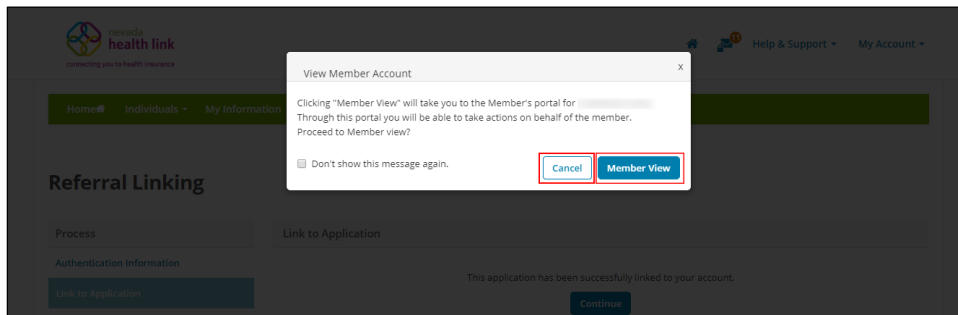 nevada
health link
connecting you to health insurance
11
Help & Support
My Account
View Member Account
x
Home
Individuals
My Information
Clicking "Member View" will take you to the Member's portal for
Through this portal you will be able to take actions on behalf of the member.
Proceed to Member view?
Don't show this message again.
Cancel
Member View
Referral Linking
Process
Link to Application
Authentication Information
This application has been successfully linked to your account.
Link to Application
Continue